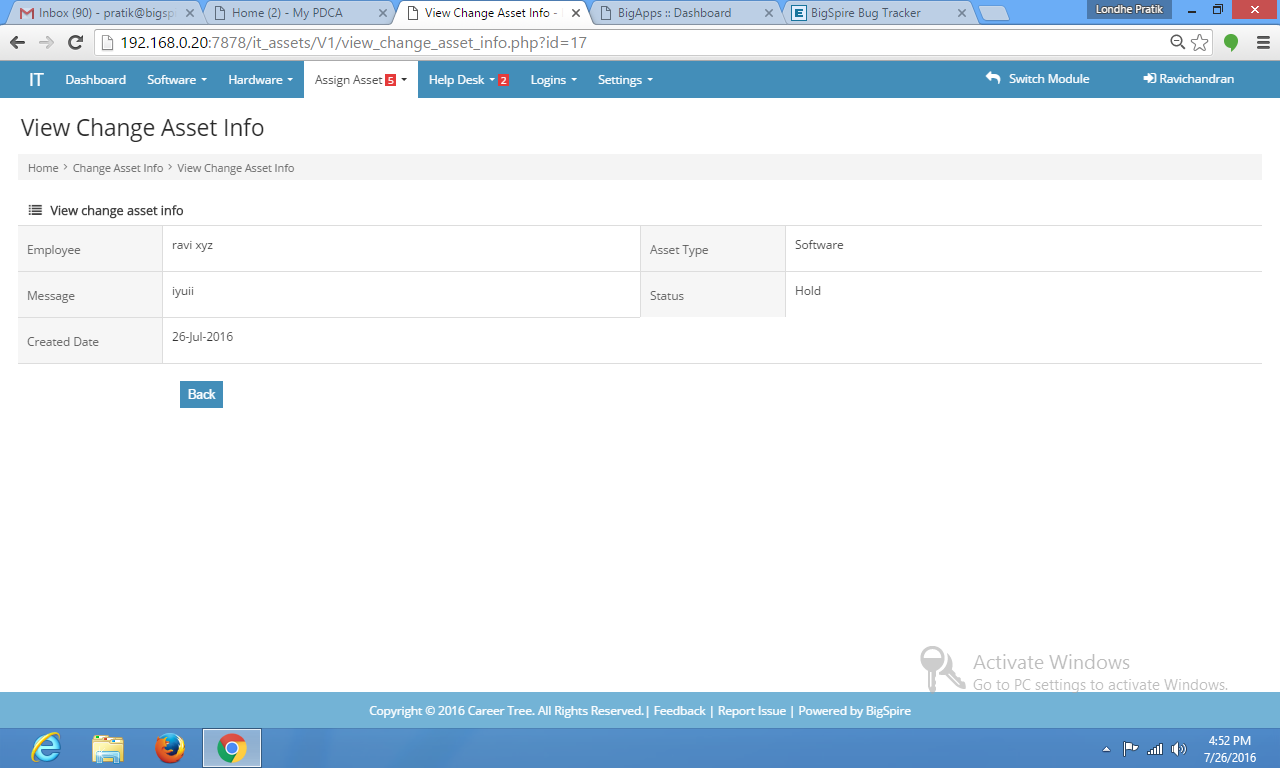 Inbox (90) - pratik@bigsp
Home (2) - My PDCA
View Change Asset Info -
BigApps :: Dashboard
BigSpire Bug Tracker
Londhe Pratik
192.168.0.20:7878/it_assets/V1/view_change_asset_info.php?id=17
IT Dashboard Software Hardware Assign Asset 5 Help Desk 2 Logins Settings Switch Module Ravichandran
View Change Asset Info
Home > Change Asset Info > View Change Asset Info
View change asset info
Employee ravi xyz Asset Type Software
Message iyuii Status Hold
Created Date 26-Jul-2016
Back
Activate Windows
Go to PC settings to activate Windows.
Copyright © 2016 Career Tree. All Rights Reserved.| Feedback | Report Issue | Powered by BigSpire
4:52 PM
7/26/2016